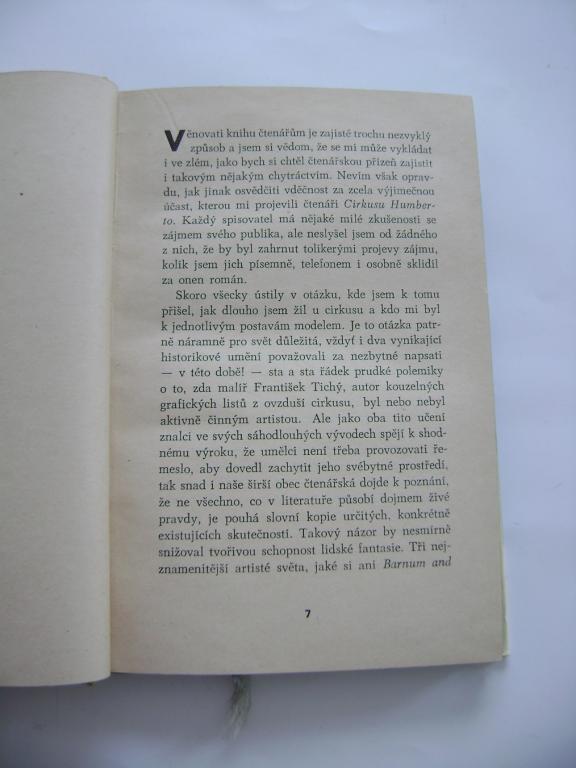 Věnovati knihu čtenářům je zajisté trochu nezvyklý
způsob a jsem si vědom, že se mi může vykládat
i ve zlém, jako bych si chtěl čtenářskou přízeň zajistit
i takovým nějakým chytráctvím. Nevím však oprav-
du, jak jinak osvědčiti vděčnost za zcela výjimečnou
účast, kterou mi projevili čtenáři Cirkusu Humber-
to. Každý spisovatel má nějaké milé zkušenosti se
zájmem svého publika, ale neslyšel jsem od žádného
z nich, že by byl zahrnut tolikerými projevy zájmu,
kolik jsem jich písemně, telefonem i osobně sklidil
za onen román.
Skoro všecky ústily v otázku, kde jsem k tomu
přišel, jak dlouho jsem žil u cirkusu a kdo mi byl
k jednotlivým postavám modelem. Je to otázka patr-
ně náramně pro svět důležitá, vždyť i dva vynikající
historikové umění považovali za nezbytné napsati
— v této době! — sta a sta řádek prudké polemiky
o to, zda malíř František Tichý, autor kouzelných
grafických listů z ovzduší cirkusu, byl nebo nebyl
aktivně činným artistou. Ale jako oba tito učení
znalci ve svých sáhodlouhých vývodech spějí k shod-
nému výroku, že umělci není třeba provozovati ře-
meslo, aby dovedl zachytit jeho svébytné prostředí,
tak snad i naše širší obec čtenářská dojde k poznání,
že ne všechno, co v literatuře působí dojmem živé
pravdy, je pouhá slovní kopie určitých, konkrétně
existujících skutečností. Takový názor by nesmírně
snižoval tvořivou schopnost lidské fantasie. Tři nej-
znamenitější artisté světa, jaké si ani Barnum and
7